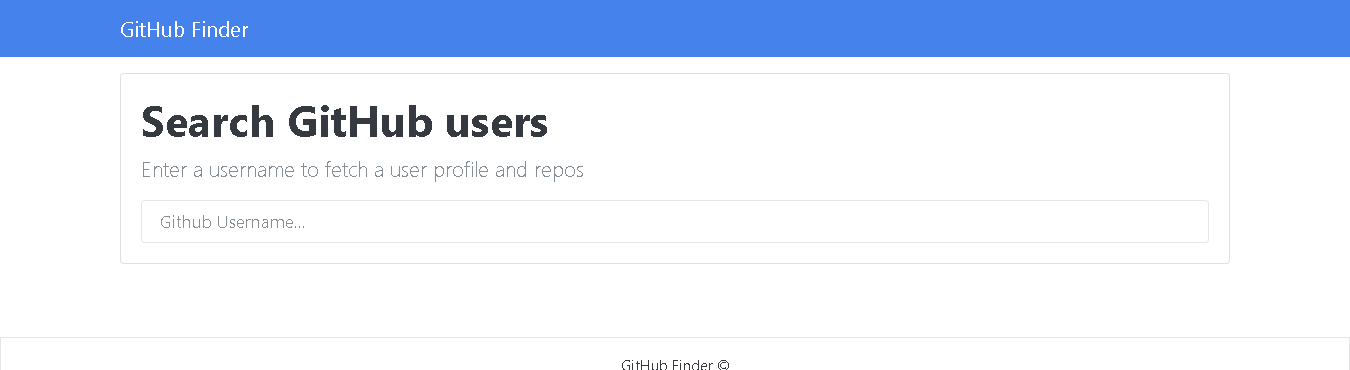 GitHub Finder
Search GitHub users
Enter a username to fetch a user profile and repos
Github Username...
GitHub Finder ©